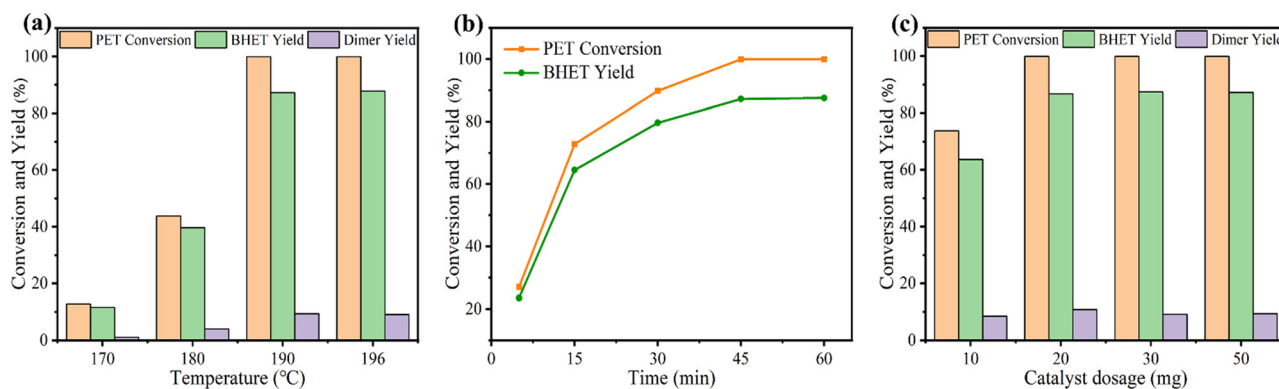 (a)
PET Conversion BHET Yield Dimer Yield
Conversion and Yield (%)
100
80
60
40
20
0
170 180 190 196
Temperature (℃)
(b)
PET Conversion
BHET Yield
Conversion and Yield (%)
100
80
60
40
20
0 15 30 45 60
Time (min)
(c)
PET Conversion BHET Yield Dimer Yield
Conversion and Yield (%)
100
80
60
40
20
0
10 20 30 50
Catalyst dosage (mg)